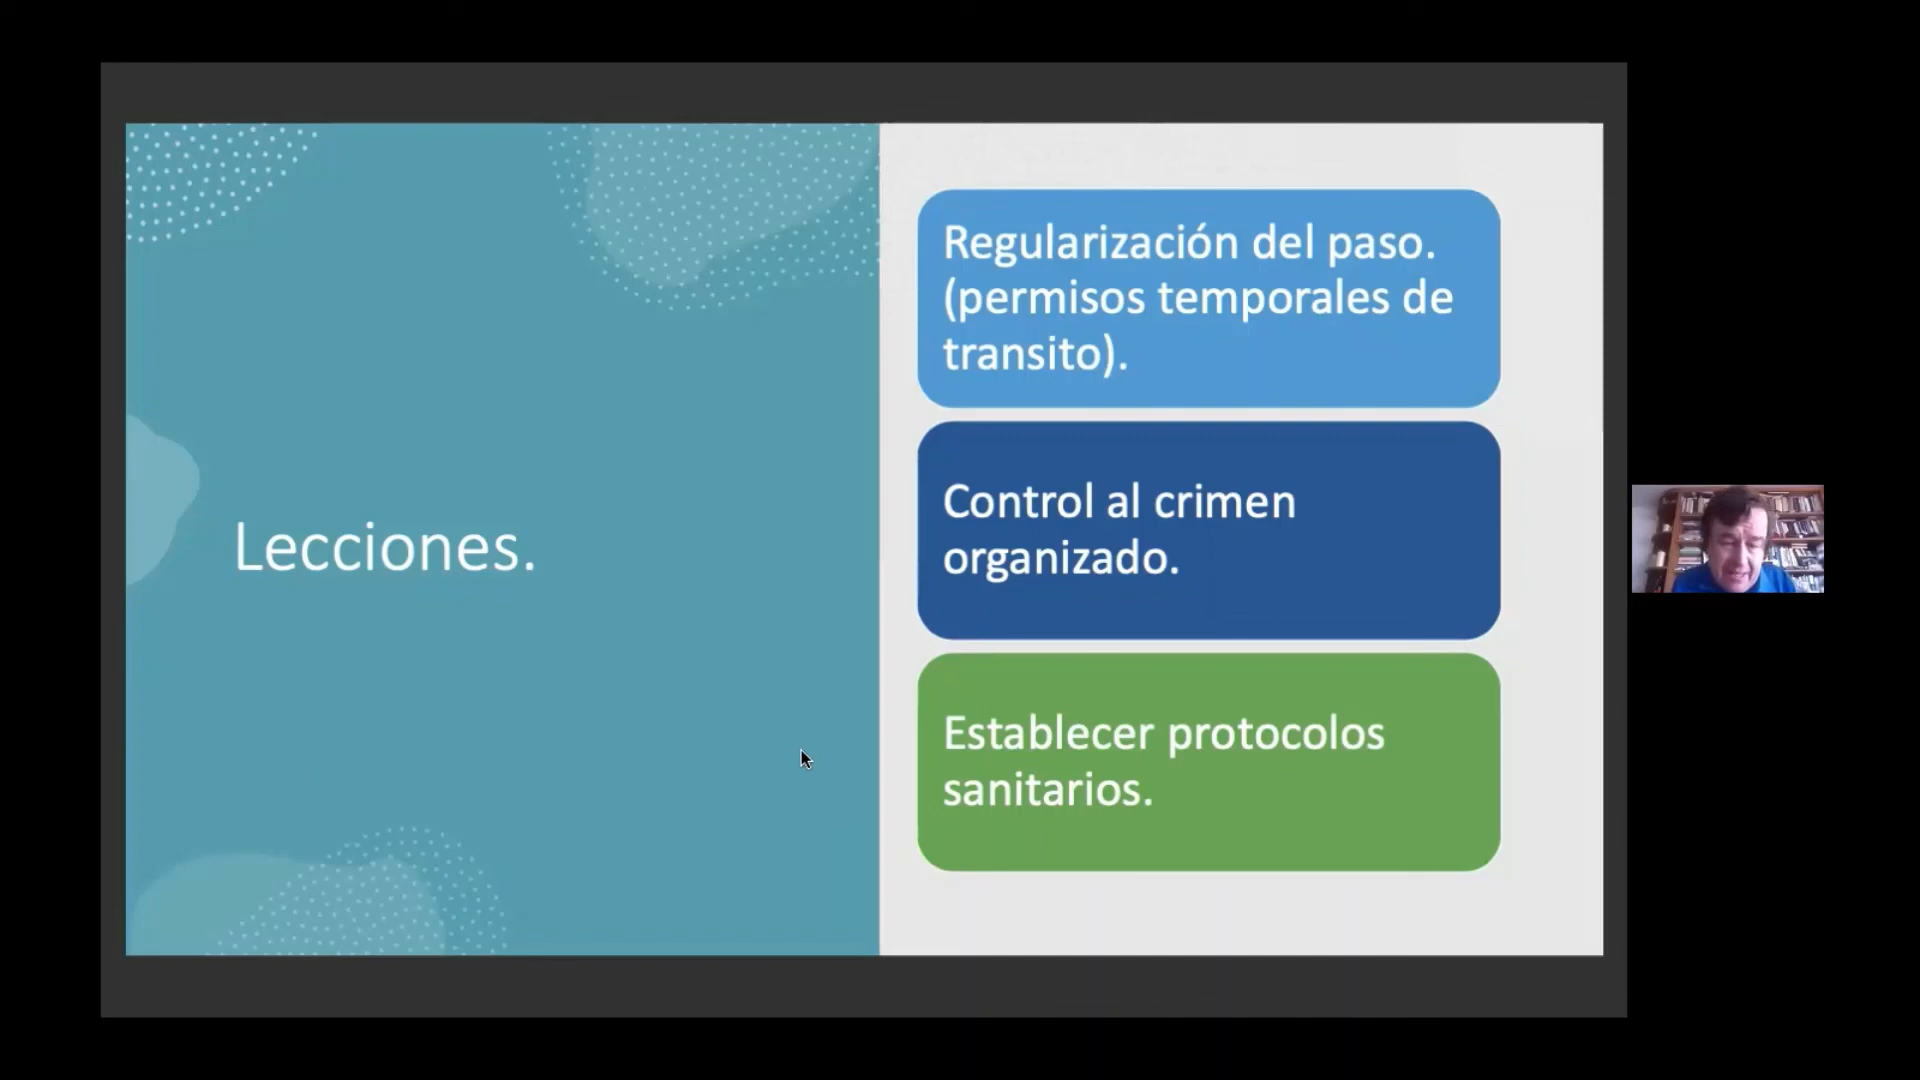 Lecciones.
Regularización del paso.
(permisos temporales de
transito).
Control al crimen
organizado.
Establecer protocolos
sanitarios.